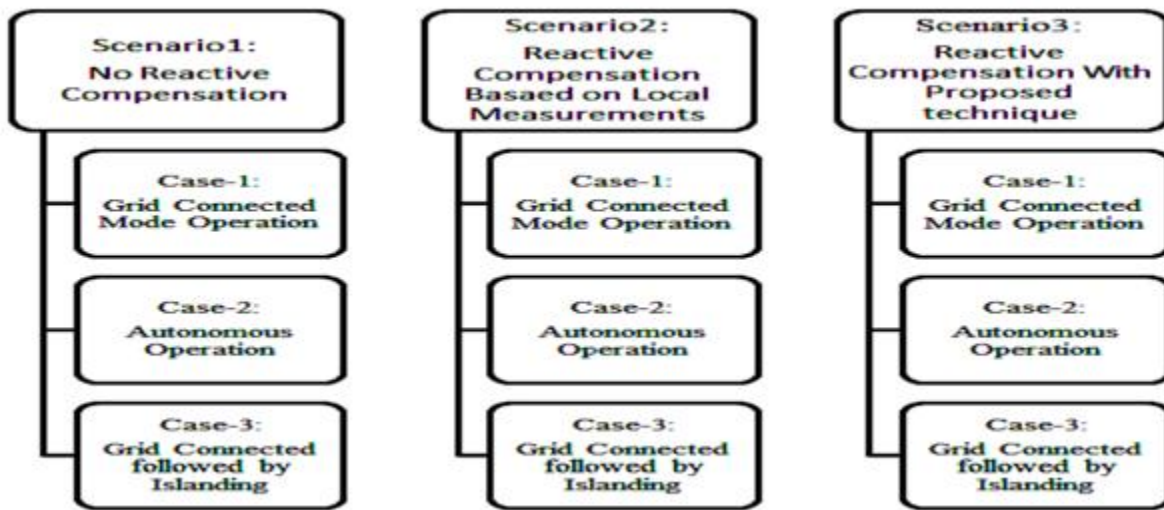 Scenario1:
No Reactive
Compensation
Case-1:
Grid Connected
Mode Operation
Case-2:
Autonomous
Operation
Case-3:
Grid Connected
followed by
Islanding
Scenario2:
Reactive
Compensation
Basaed on Local
Measurements
Case-1:
Grid Connected
Mode Operation
Case-2:
Autonomous
Operation
Case-3:
Grid Connected
followed by
Islanding
Scenario3:
Reactive
Compensation With
Proposed
technique
Case-1:
Grid Connected
Mode Operation
Case-2:
Autonomous
Operation
Case-3:
Grid Connected
followed by
Islanding